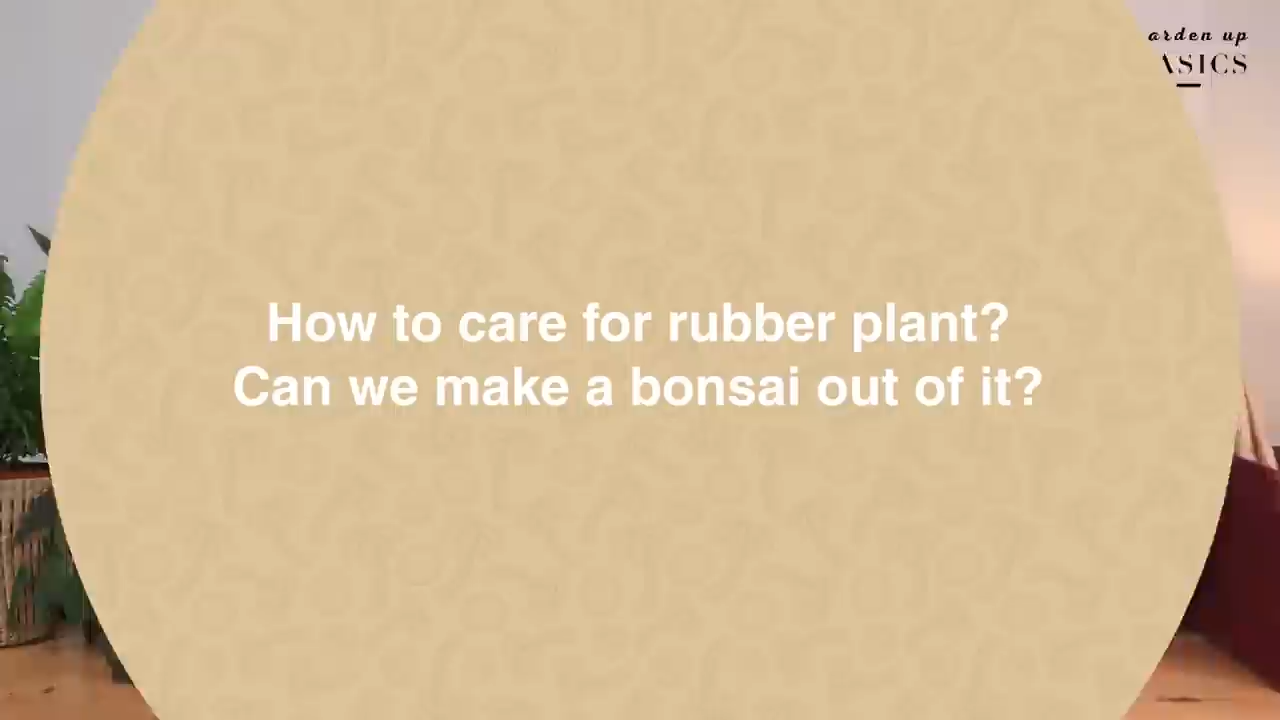 arden up
ASICS
How to care for rubber plant?
Can we make a bonsai out of it?